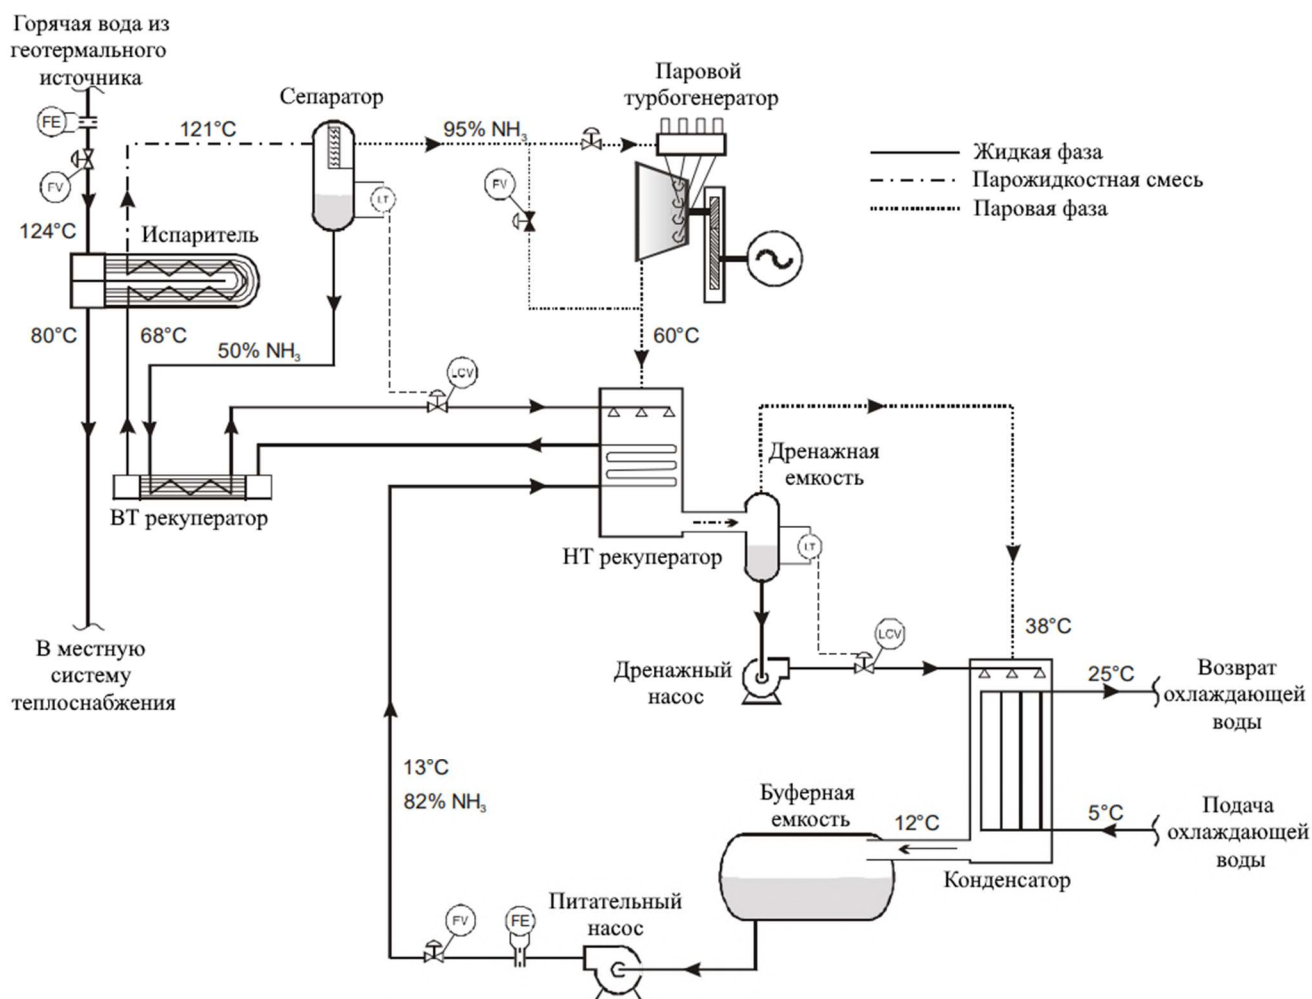 Горячая вода из
геотермального
источника
FE
FV
124°C
Испаритель
80°C
68°C
121°C
Сепаратор
LT
95% NH₃
FV
Паровой
турбогенератор
Жидкая фаза
Парожидкостная смесь
Паровая фаза
60°C
50% NH₃
LCV
ВТ рекуператор
НТ рекуператор
Дренажная
емкость
LT
Дренажный
насос
LCV
38°C
25°C
Возврат
охлаждающей
воды
5°C
Подача
охлаждающей
воды
Конденсатор
12°C
Буферная
емкость
Питательный
насос
FE
FV
13°C
82% NH₃
В местную
систему
теплоснабжения